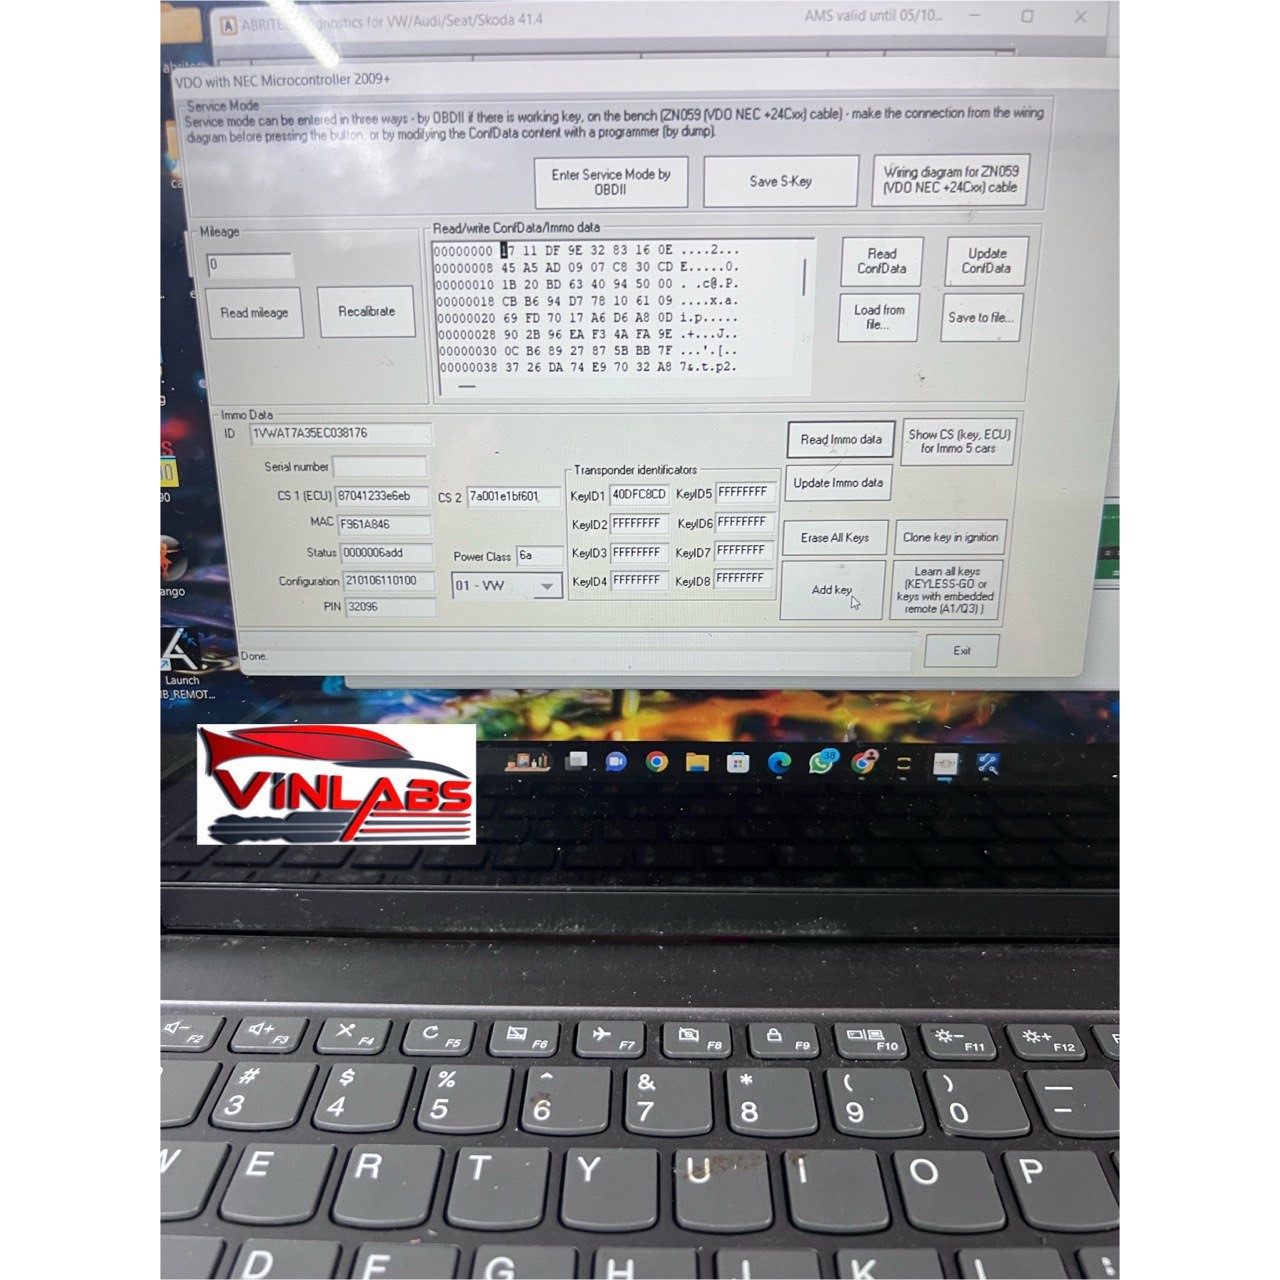 ABRITE
gnostics for VW/Audi/Seat/Skoda 41.4
AMS valid until 05/10...
VDO with NEC Microcontroller 2009+
Service Mode
Service mode can be entered in three ways - by OBDII if there is working key, on the bench (ZN059 (VDO NEC +24Cxx) cable) - make the connection from the wiring
diagram before pressing the button, or by modifying the ConfData content with a programmer (by dump).
Enter Service Mode by
OBDII
Save S-Key
Wiring diagram for ZN059
(VDO NEC +24Cxx) cable
Mileage
0
Read mileage
Recalibrate
Read/write ConfData/Immo data
00000000 17 11 DF 9E 32 83 16 0E ....2...
00000008 45 A5 AD 09 07 C8 30 CD E.....0.
00000010 1B 20 BD 63 40 94 50 00 . .c@.P.
00000018 CB B6 94 D7 78 10 61 09 ....x.a.
00000020 69 FD 70 17 A6 D6 A8 0D i.p.....
00000028 90 2B 96 EA F3 4A FA 9E .+...J..
00000030 0C B6 89 27 87 5B BB 7F ...'.[..
00000038 37 26 DA 74 E9 70 32 A8 7&.t.p2.
Read
ConfData
Update
ConfData
Load from
file...
Save to file...
Immo Data
ID 1VWAT7A35EC038176
Serial number
CS 1 (ECU) 87041233e6eb
CS 2 7a001e1bf601
MAC F961A846
Status 0000006add
Power Class 6a
Configuration 210106110100
01 - VW
PIN 32096
Transponder identificators
KeyID1 40DFC8CD KeyID5 FFFFFFFF
KeyID2 FFFFFFFF KeyID6 FFFFFFFF
KeyID3 FFFFFFFF KeyID7 FFFFFFFF
KeyID4 FFFFFFFF KeyID8 FFFFFFFF
Read Immo data
Show CS (key, ECU)
for Immo 5 cars
Update Immo data
Erase All Keys
Clone key in ignition
Add key
Learn all keys
(KEYLESS-GO or
keys with embedded
remote (A1/Q3) )
Done.
Exit
ango
Launch
IB_REMOT...
38
VINLABS
F2 F3 F4 F5 F6 F7 F8 F9 F10 F11 F12
# $ % ^ & * ( ) _
3 4 5 6 7 8 9 0 -
W E R T Y U I O P
D F G H J K L :